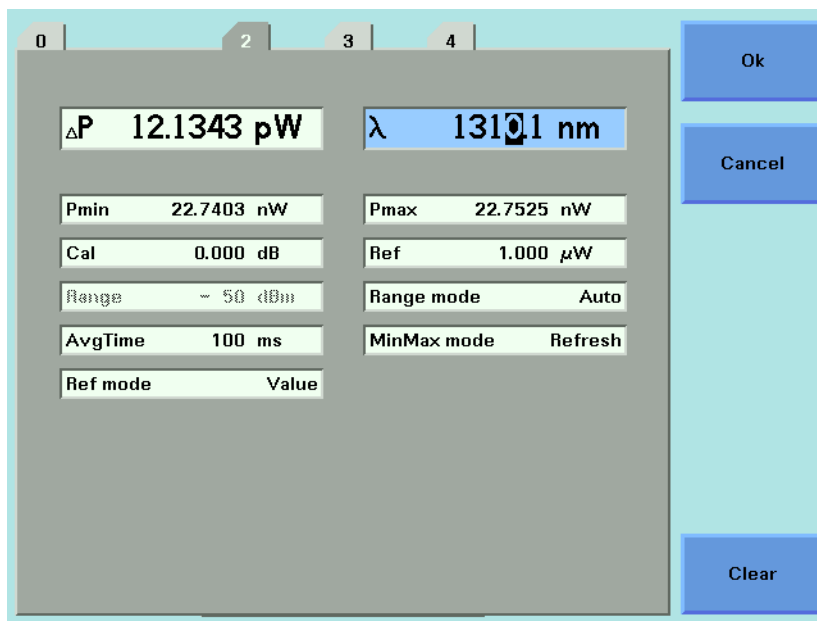 0 2 3 4
Ok
△P 12.1343 pW
λ 1310.1 nm
Cancel
Pmin 22.7403 nW
Pmax 22.7525 nW
Cal 0.000 dB
Ref 1.000 μW
Range - 50 dBm
Range mode Auto
AvgTime 100 ms
MinMax mode Refresh
Ref mode Value
Clear